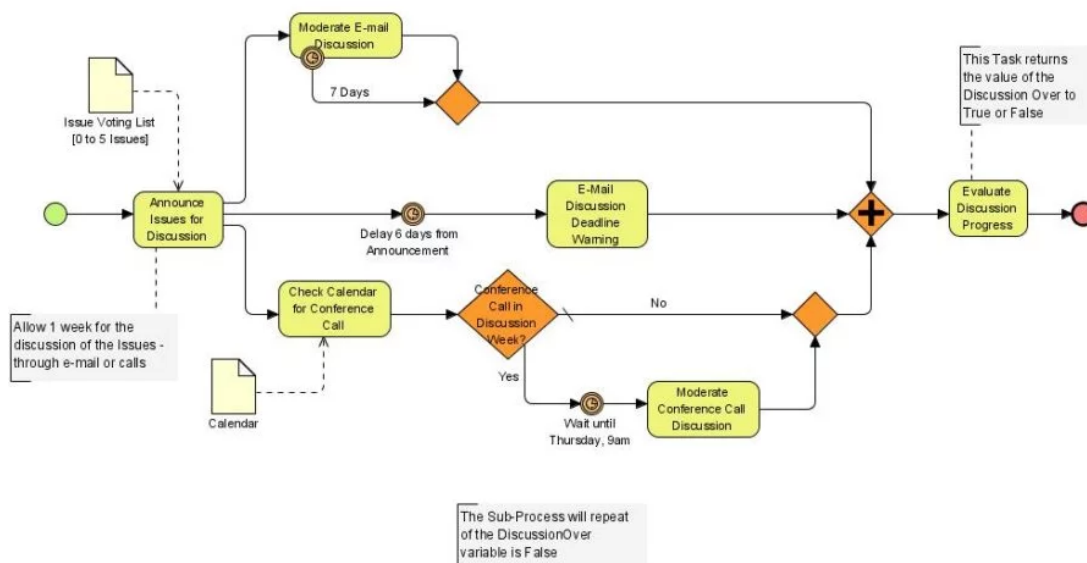 Moderate E-mail
Discussion
7 Days
Issue Voting List
[0 to 5 Issues]
This Task returns
the value of the
Discussion Over to
True or False
Announce
Issues for
Discussion
Delay 6 days from
Announcement
E-Mail
Discussion
Deadline
Warning
Evaluate
Discussion
Progress
Check Calendar
for Conference
Call
Conference
Call in
Discussion
Week?
No
Yes
Allow 1 week for the
discussion of the Issues -
through e-mail or calls
Calendar
Wait until
Thursday, 9am
Moderate
Conference Call
Discussion
The Sub-Process will repeat
of the DiscussionOver
variable is False